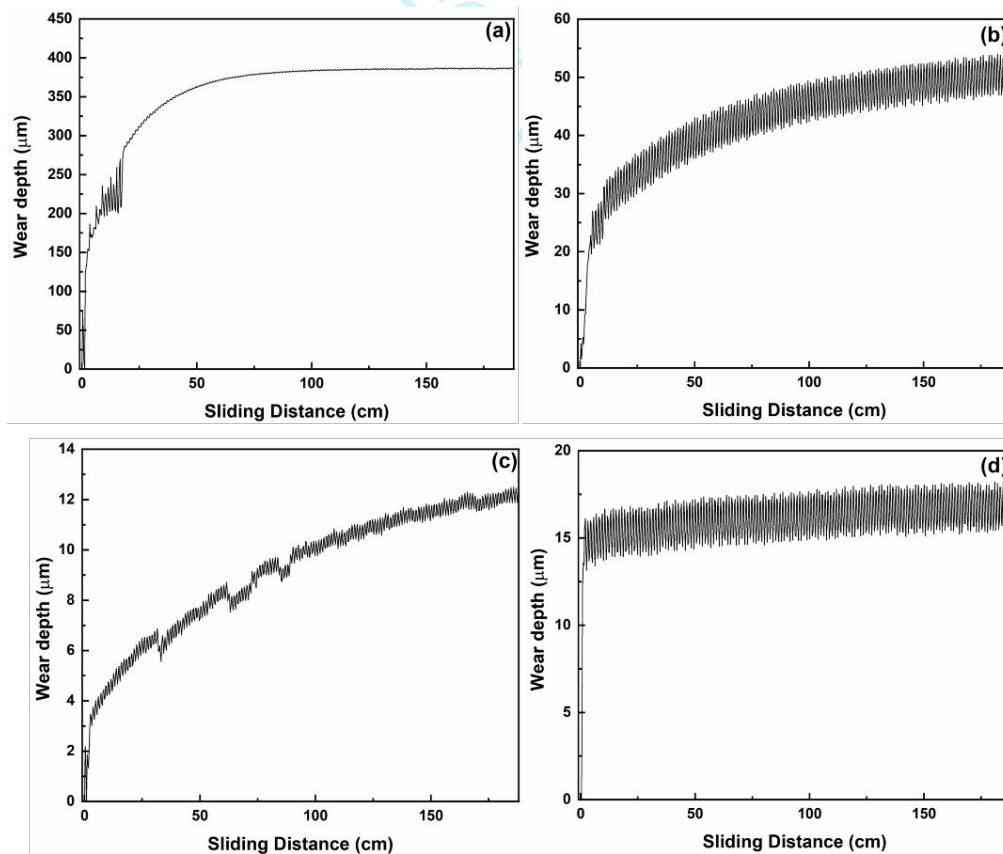 (a)
450
400
350
300
250
200
150
100
50
0
Wear depth (μm)
0 50 100 150
Sliding Distance (cm)
(b)
60
50
40
30
20
10
0
Wear depth (μm)
0 50 100 150
Sliding Distance (cm)
(c)
14
12
10
8
6
4
2
0
Wear depth (μm)
0 50 100 150
Sliding Distance (cm)
(d)
20
15
10
5
0
Wear depth (μm)
0 50 100 150
Sliding Distance (cm)